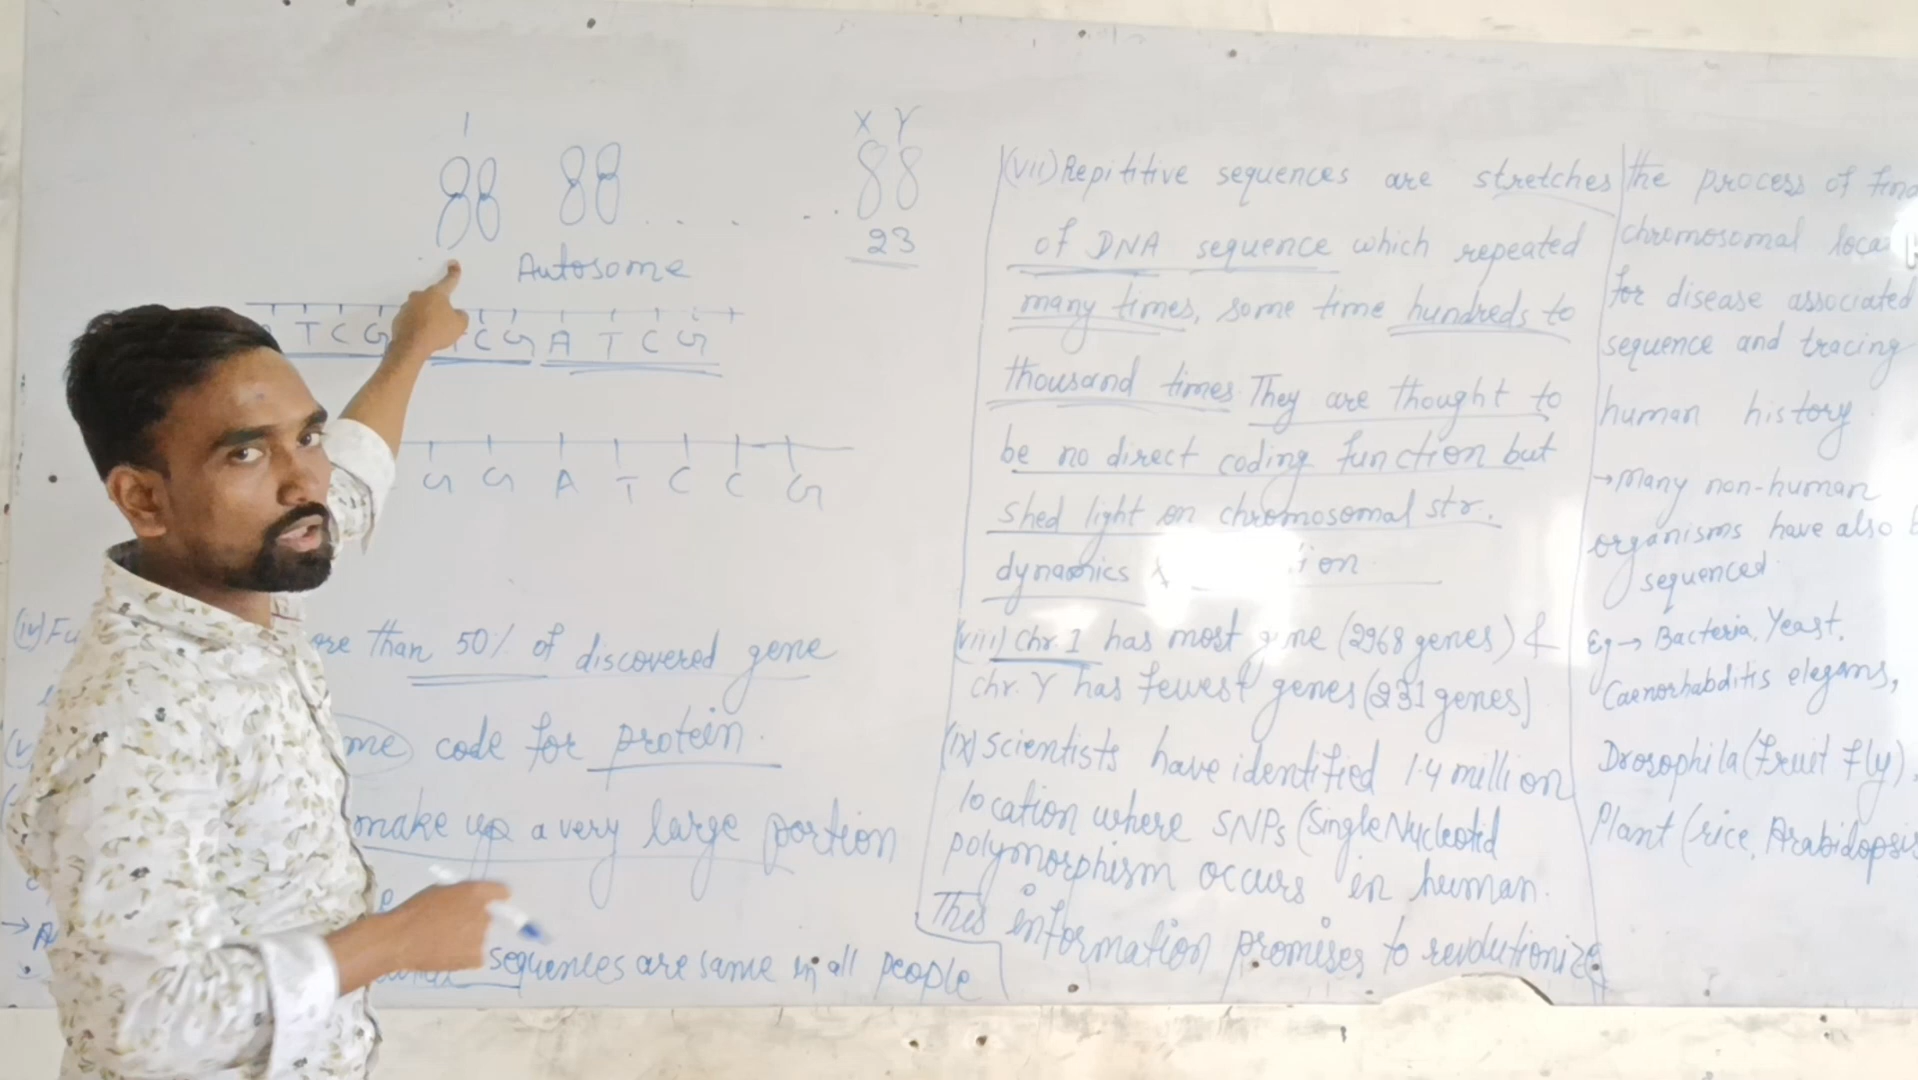 1
X Y
23
Autosome
T C G T C G A T C G
G G A T C C G
(iv) more than 50% of discovered gene
code for protein.
make up a very large portion
sequences are same in all people
(vii) Repititive sequences are stretches
of DNA sequence which repeated
many times, some time hundreds to
thousand times They are thought to
be no direct coding function but
shed light on chromosomal str.
dynamics &
(viii) Chr. 1 has most gene (2968 genes) &
chr. Y has fewest genes (231 genes)
(ix) scientists have identified 1.4 million
location where SNPs (Single Nucleotid
polymorphism occurs in human.
This information promises to revolutionize
the process of
chromosomal
for disease associated
sequence and tracing
human history
→ Many non-human
organisms have also
sequenced.
Eg → Bacteria, Yeast,
Caenorhabditis elegans,
Drosophila (fruit fly),
Plant (rice, Arabidopsis